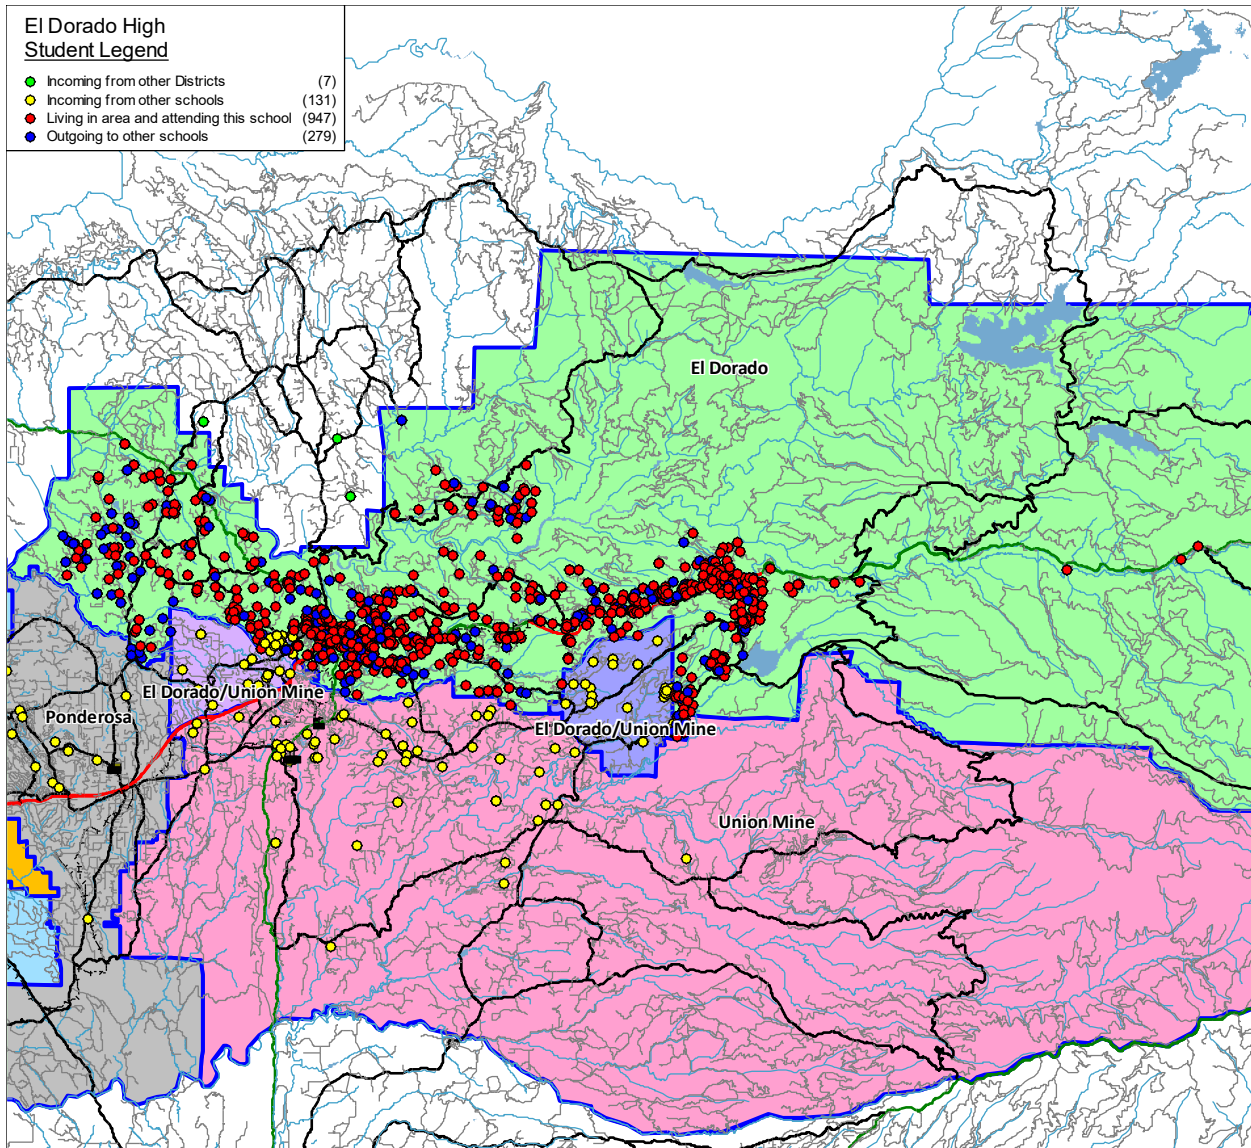 El Dorado High
Student Legend
Incoming from other Districts (7)
Incoming from other schools (131)
Living in area and attending this school (947)
Outgoing to other schools (279)
El Dorado
El Dorado/Union Mine
Ponderosa
El Dorado/Union Mine
Union Mine